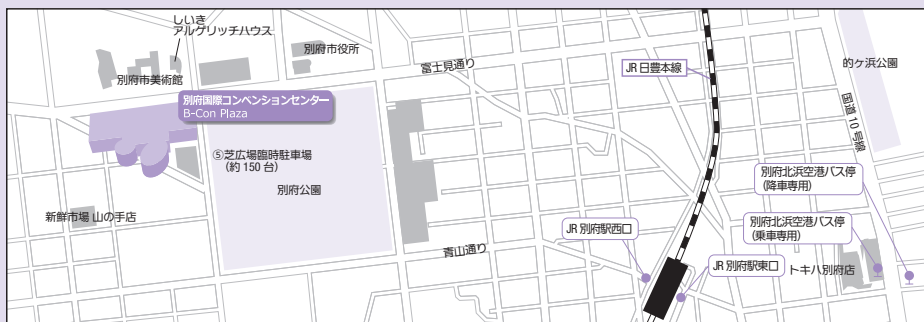 しいき
アルゲリッチハウス
別府市美術館
別府市役所
富士見通り
JR 日豊本線
的ヶ浜公園
国道10号線
別府国際コンベンションセンター
B-Con Plaza
⑤芝広場臨時駐車場
(約 150 台)
別府公園
新鮮市場 山の手店
青山通り
JR 別府駅西口
JR 別府駅東口
別府北浜空港バス停
(降車専用)
別府北浜空港バス停
(乗車専用)
トキハ別府店